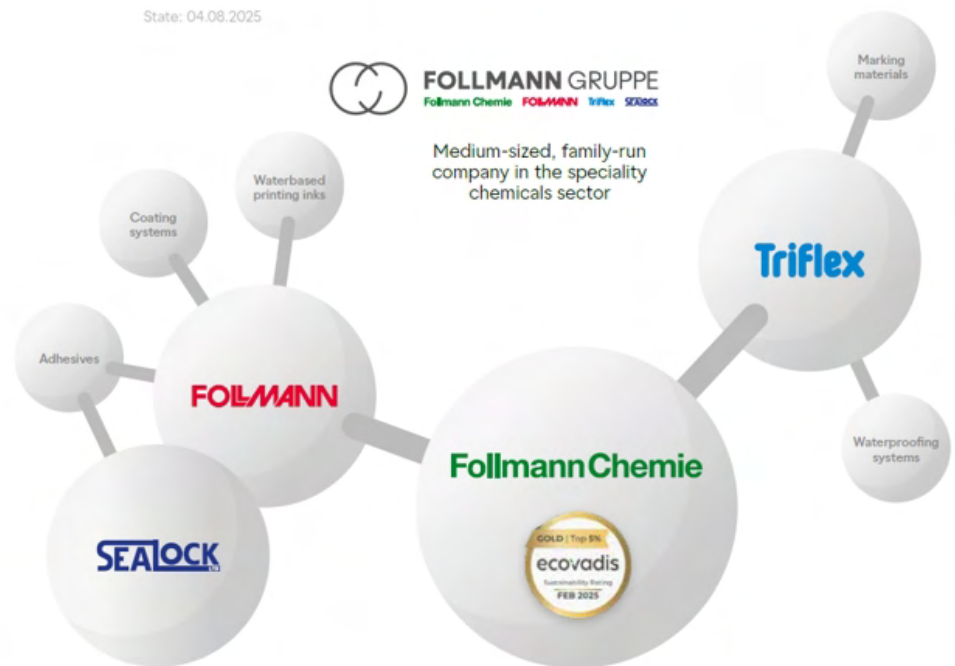 State: 04.08.2025
FOLLMANN GRUPPE
Follmann Chemie FOLLMANN Triflex SEALOCK
Medium-sized, family-run
company in the speciality
chemicals sector
Marking
materials
Waterbased
printing inks
Coating
systems
Triflex
Adhesives
FOLLMANN
Waterproofing
systems
Follmann Chemie
GOLD | Top 5%
ecovadis
Sustainability Rating
FEB 2025
SEALOCK